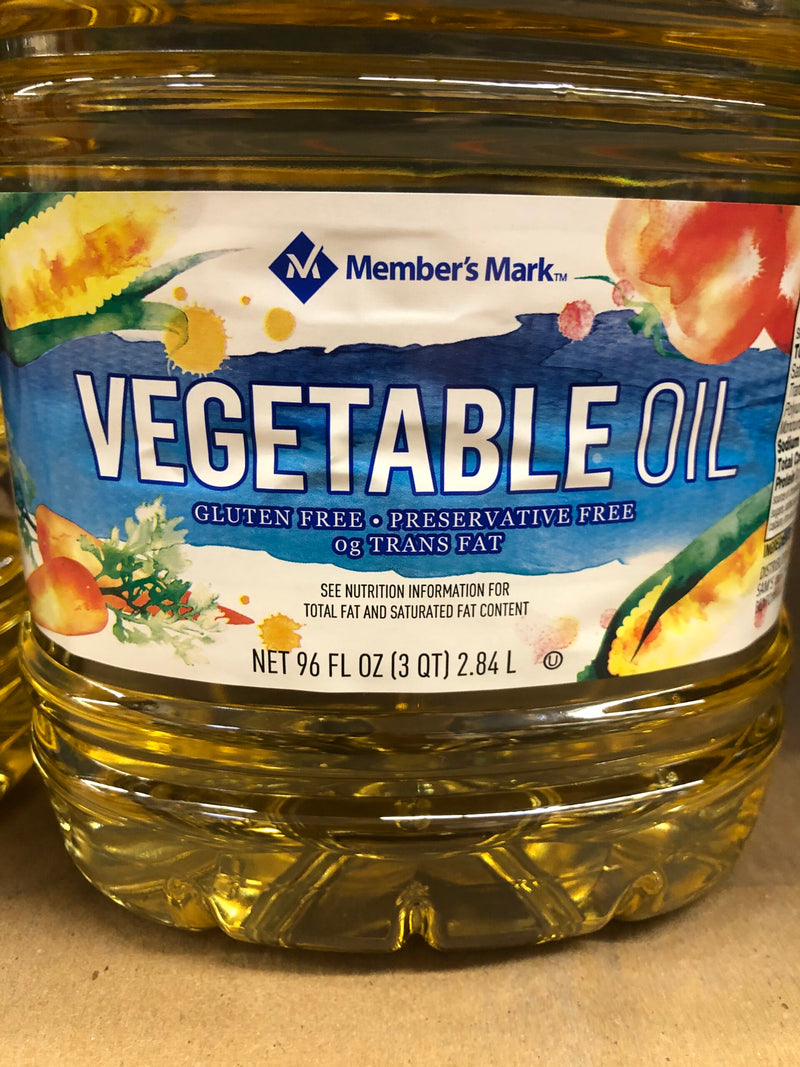 Member's Mark™
VEGETABLE OIL
GLUTEN FREE • PRESERVATIVE FREE
0g TRANS FAT
SEE NUTRITION INFORMATION FOR
TOTAL FAT AND SATURATED FAT CONTENT
NET 96 FL OZ (3 QT) 2.84 L Ⓤ
Sodium